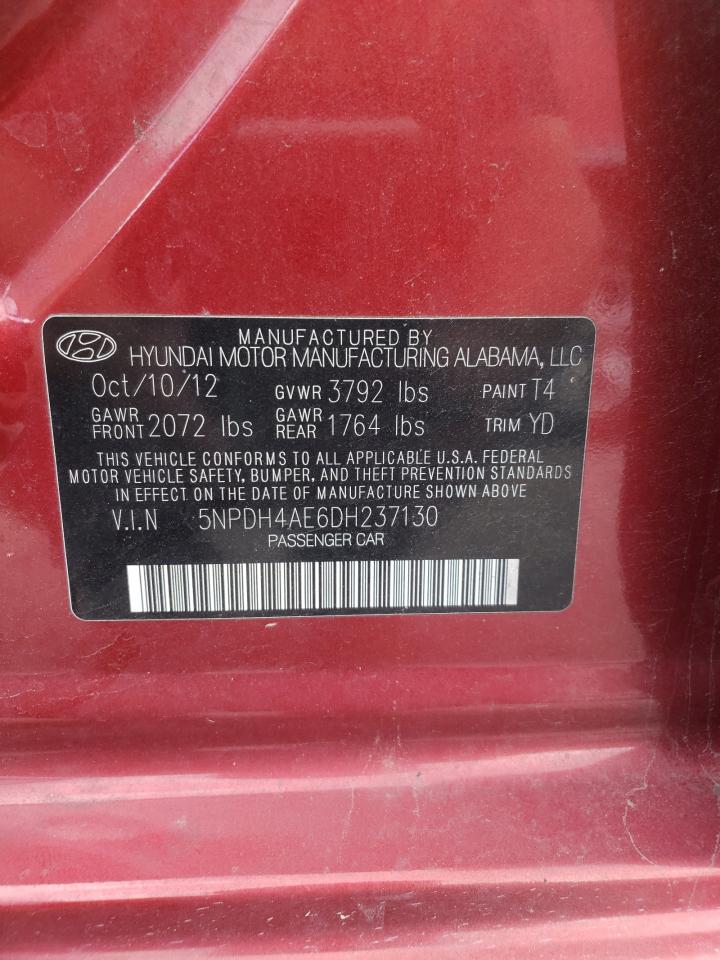 MANUFACTURED BY
HYUNDAI MOTOR MANUFACTURING ALABAMA, LLC
Oct/10/12 GVWR 3792 lbs PAINT T4
GAWR FRONT 2072 lbs GAWR REAR 1764 lbs TRIM YD
THIS VEHICLE CONFORMS TO ALL APPLICABLE U.S.A. FEDERAL
MOTOR VEHICLE SAFETY, BUMPER, AND THEFT PREVENTION STANDARDS
IN EFFECT ON THE DATE OF MANUFACTURE SHOWN ABOVE.
V.I.N 5NPDH4AE6DH237130
PASSENGER CAR